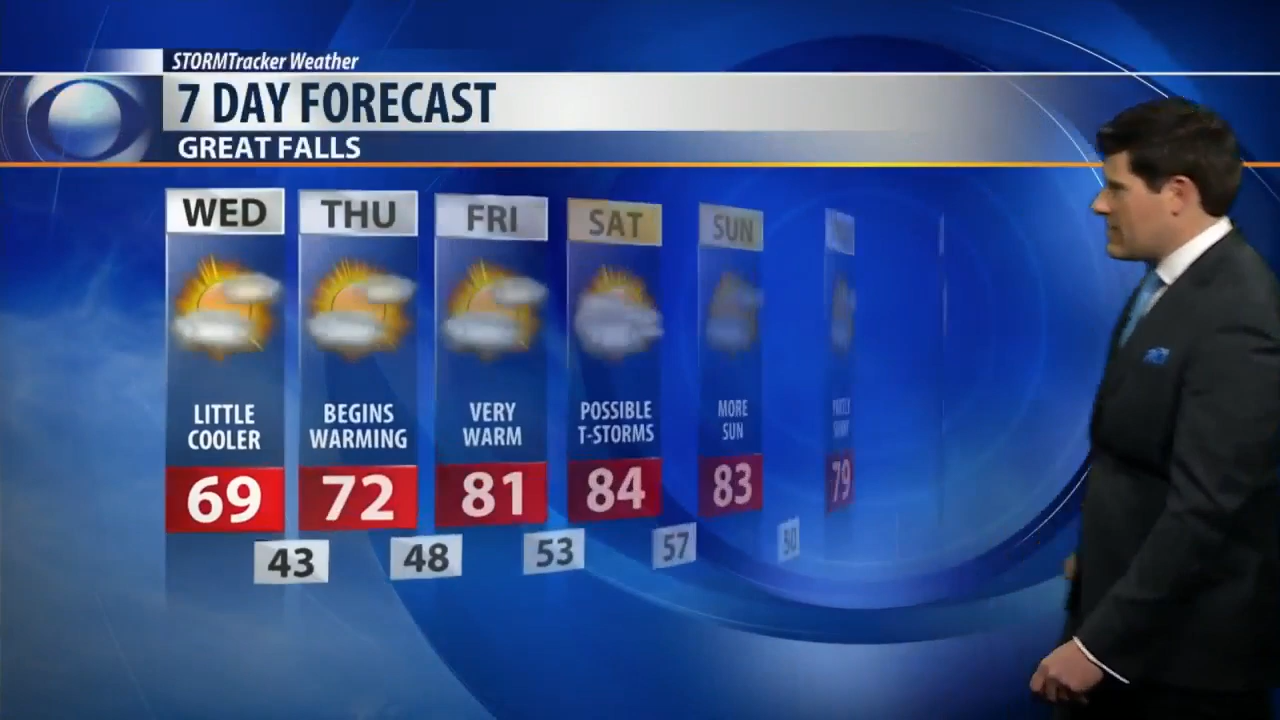 STORMTracker Weather
7 DAY FORECAST
GREAT FALLS
WED THU FRI SAT SUN
LITTLE COOLER
BEGINS WARMING
VERY WARM
POSSIBLE T-STORMS
MORE SUN
69 72 81 84 83 79
43 48 53 57